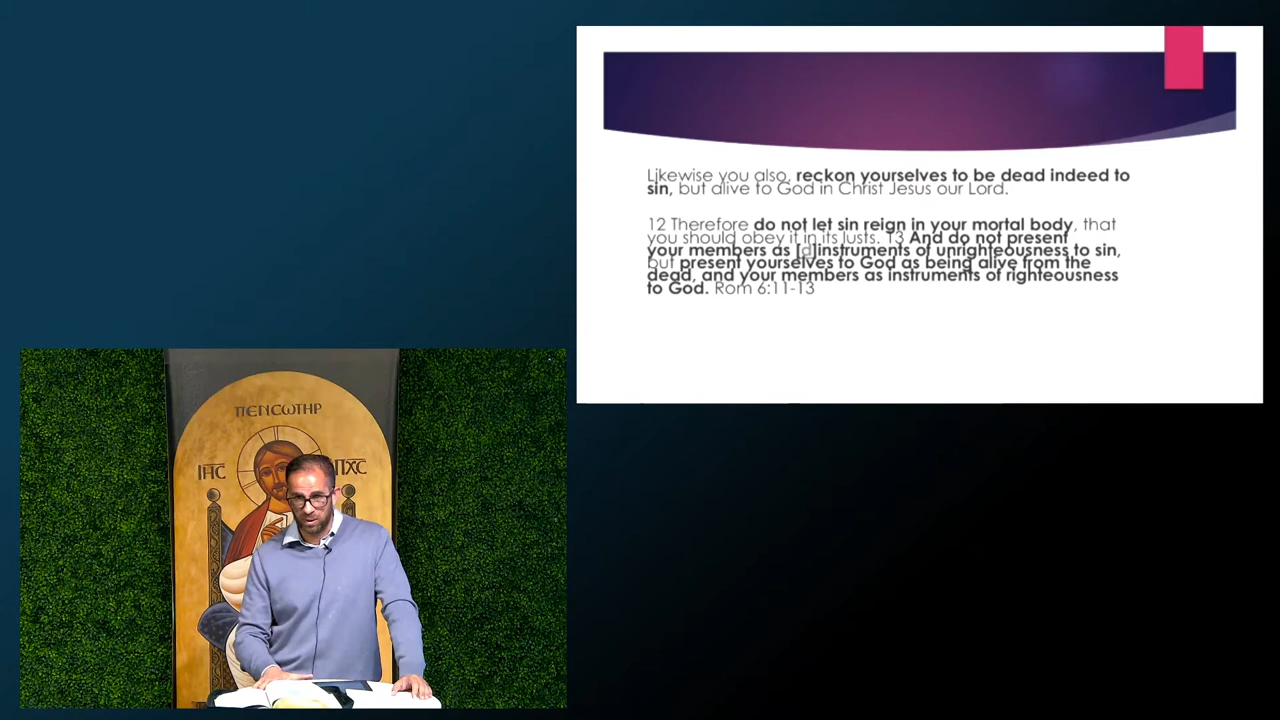 Likewise you also, reckon yourselves to be dead indeed to
sin, but alive to God in Christ Jesus our Lord.
12 Therefore do not let sin reign in your mortal body, that
you should obey it in its lusts. 13 And do not present
your members as [d]instruments of unrighteousness to sin,
but present yourselves to God as being alive from the
dead, and your members as instruments of righteousness
to God. Rom 6:11-13
ⲠⲈⲚⲤⲰⲦⲎⲢ
ⲒⲎⲤ
ⲠⲬⲤ